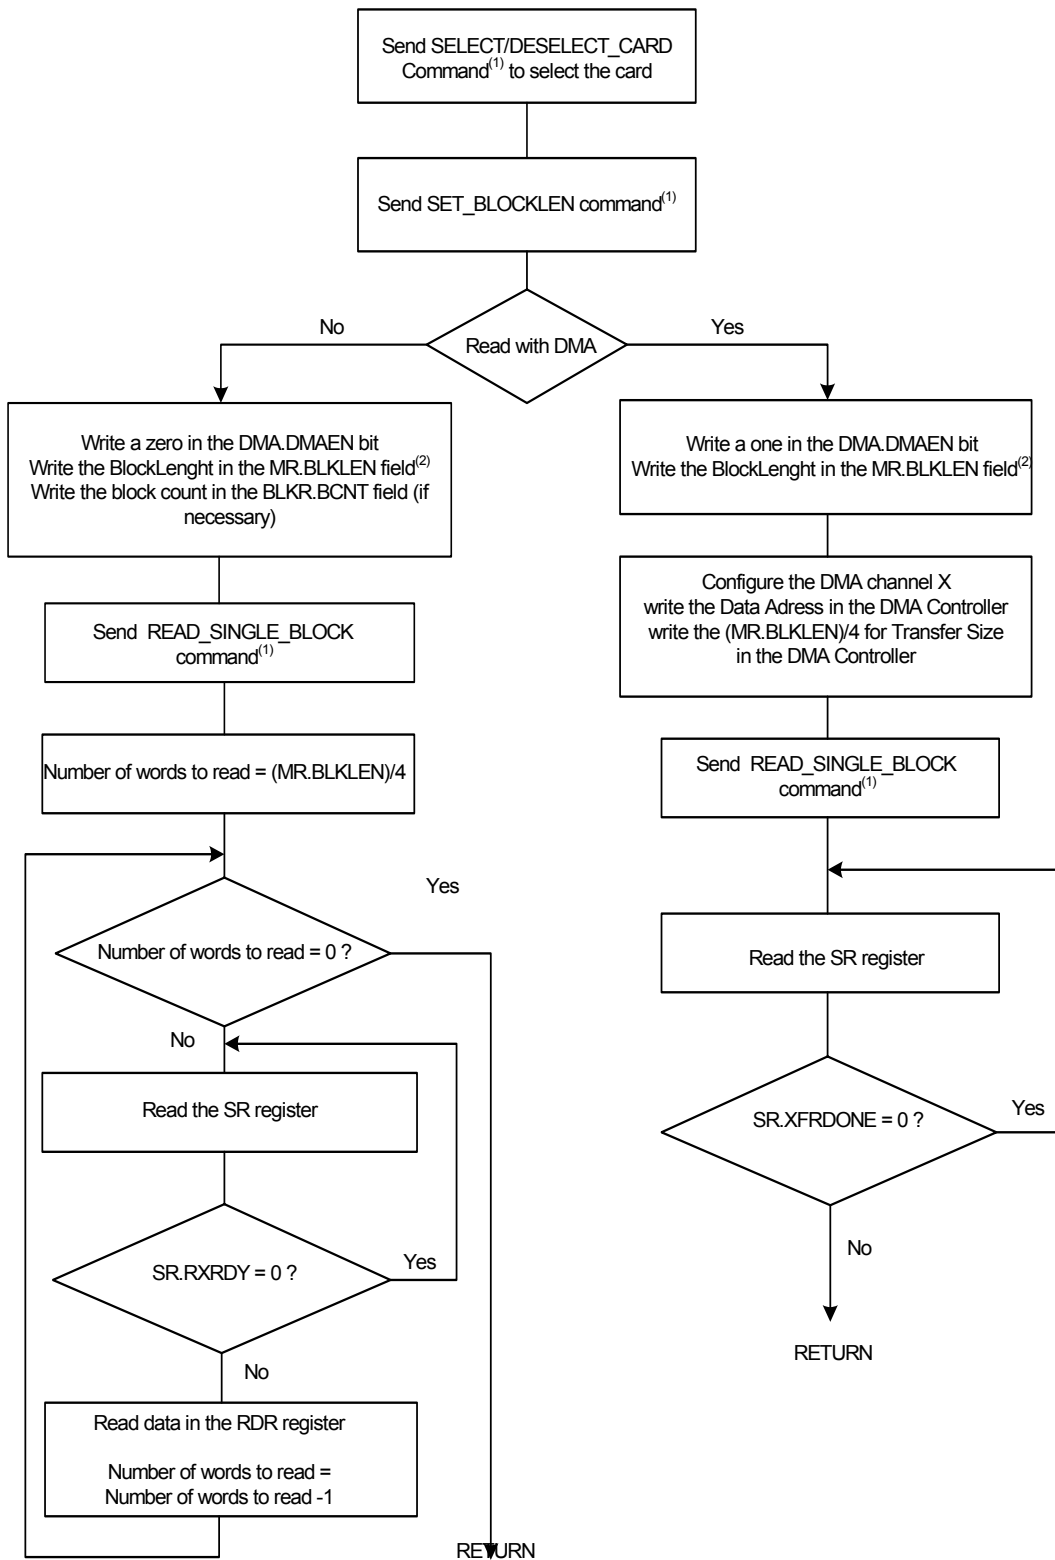 Send SELECT/DESELECT_CARD
Command(1) to select the card
Send SET_BLOCKLEN command(1)
No
Yes
Read with DMA
Write a zero in the DMA.DMAEN bit
Write the BlockLenght in the MR.BLKLEN field(2)
Write the block count in the BLKR.BCNT field (if
necessary)
Send READ_SINGLE_BLOCK
command(1)
Number of words to read = (MR.BLKLEN)/4
Yes
Number of words to read = 0 ?
No
Read the SR register
SR.RXRDY = 0 ?
Yes
No
Read data in the RDR register
Number of words to read =
Number of words to read -1
RETURN
Write a one in the DMA.DMAEN bit
Write the BlockLenght in the MR.BLKLEN field(2)
Configure the DMA channel X
write the Data Adress in the DMA Controller
write the (MR.BLKLEN)/4 for Transfer Size
in the DMA Controller
Send READ_SINGLE_BLOCK
command(1)
Read the SR register
SR.XFRDONE = 0 ?
Yes
No
RETURN